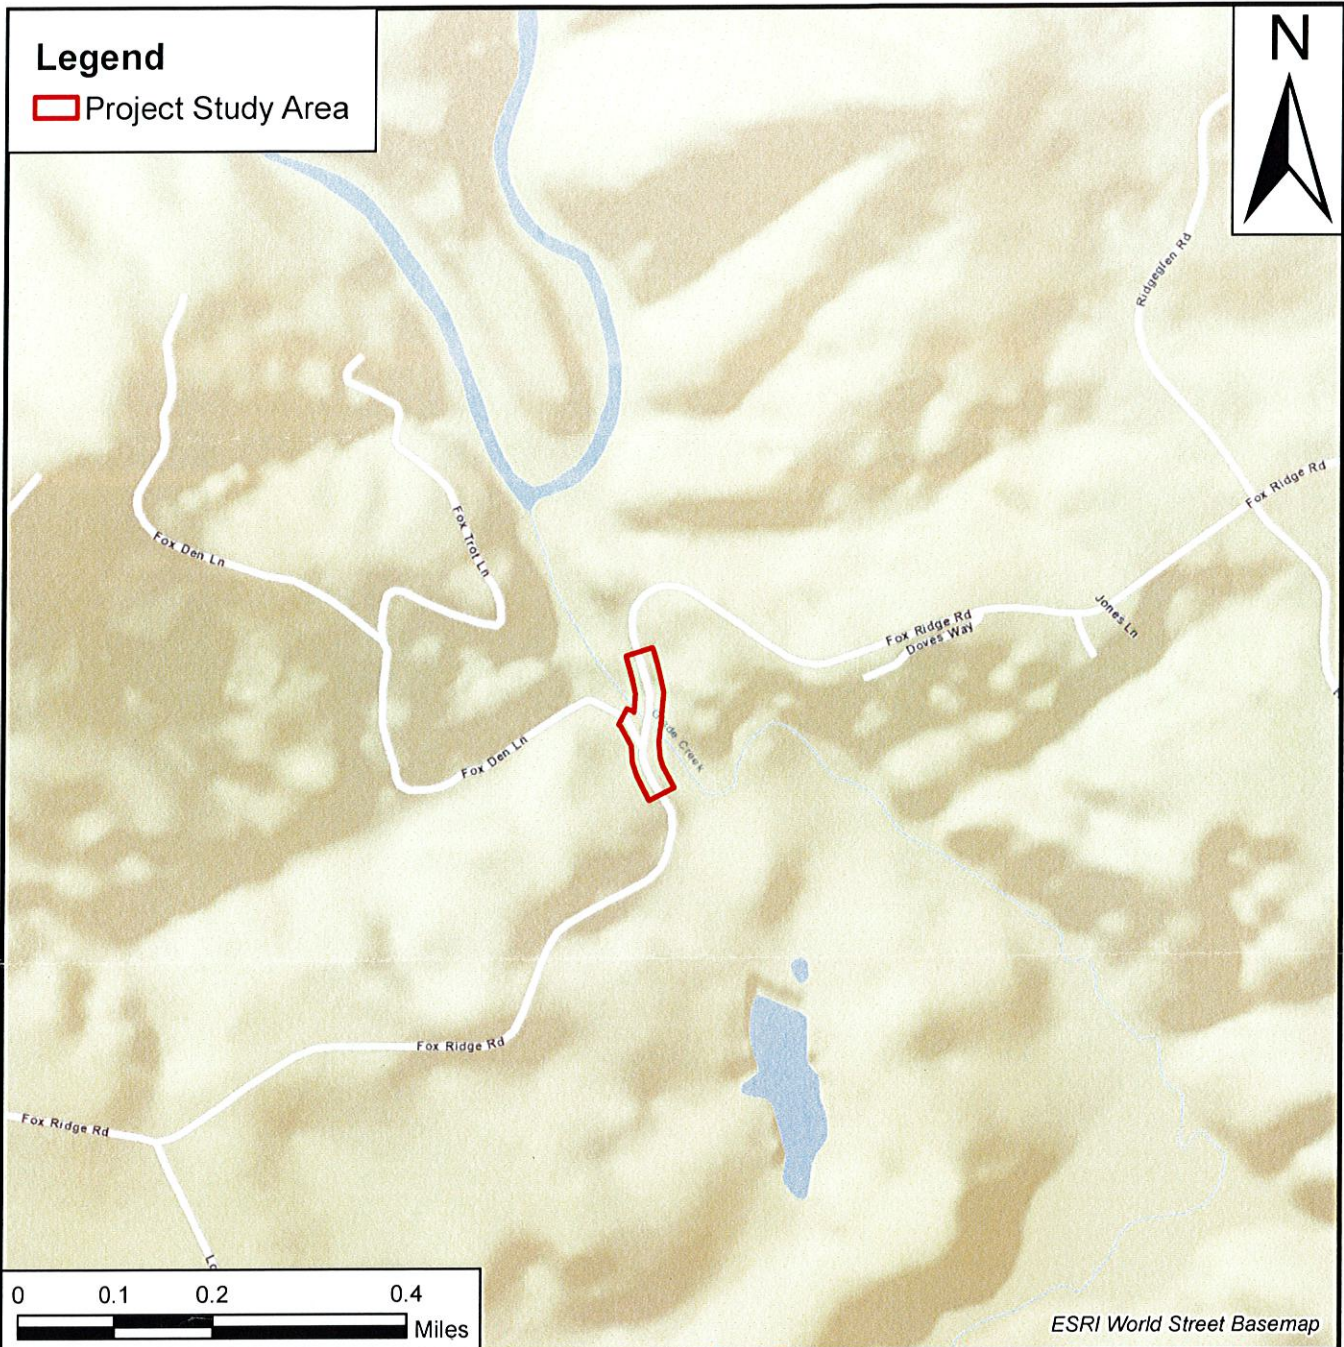 Legend
Project Study Area
N
Ridgeglen Rd
Fox Ridge Rd
Fox Trot Ln
Fox Den Ln
Jones Ln
Fox Ridge Rd
Doves Way
Creek
Fox Den Ln
Fox Ridge Rd
Fox Ridge Rd
0 0.1 0.2 0.4
Miles
ESRI World Street Basemap